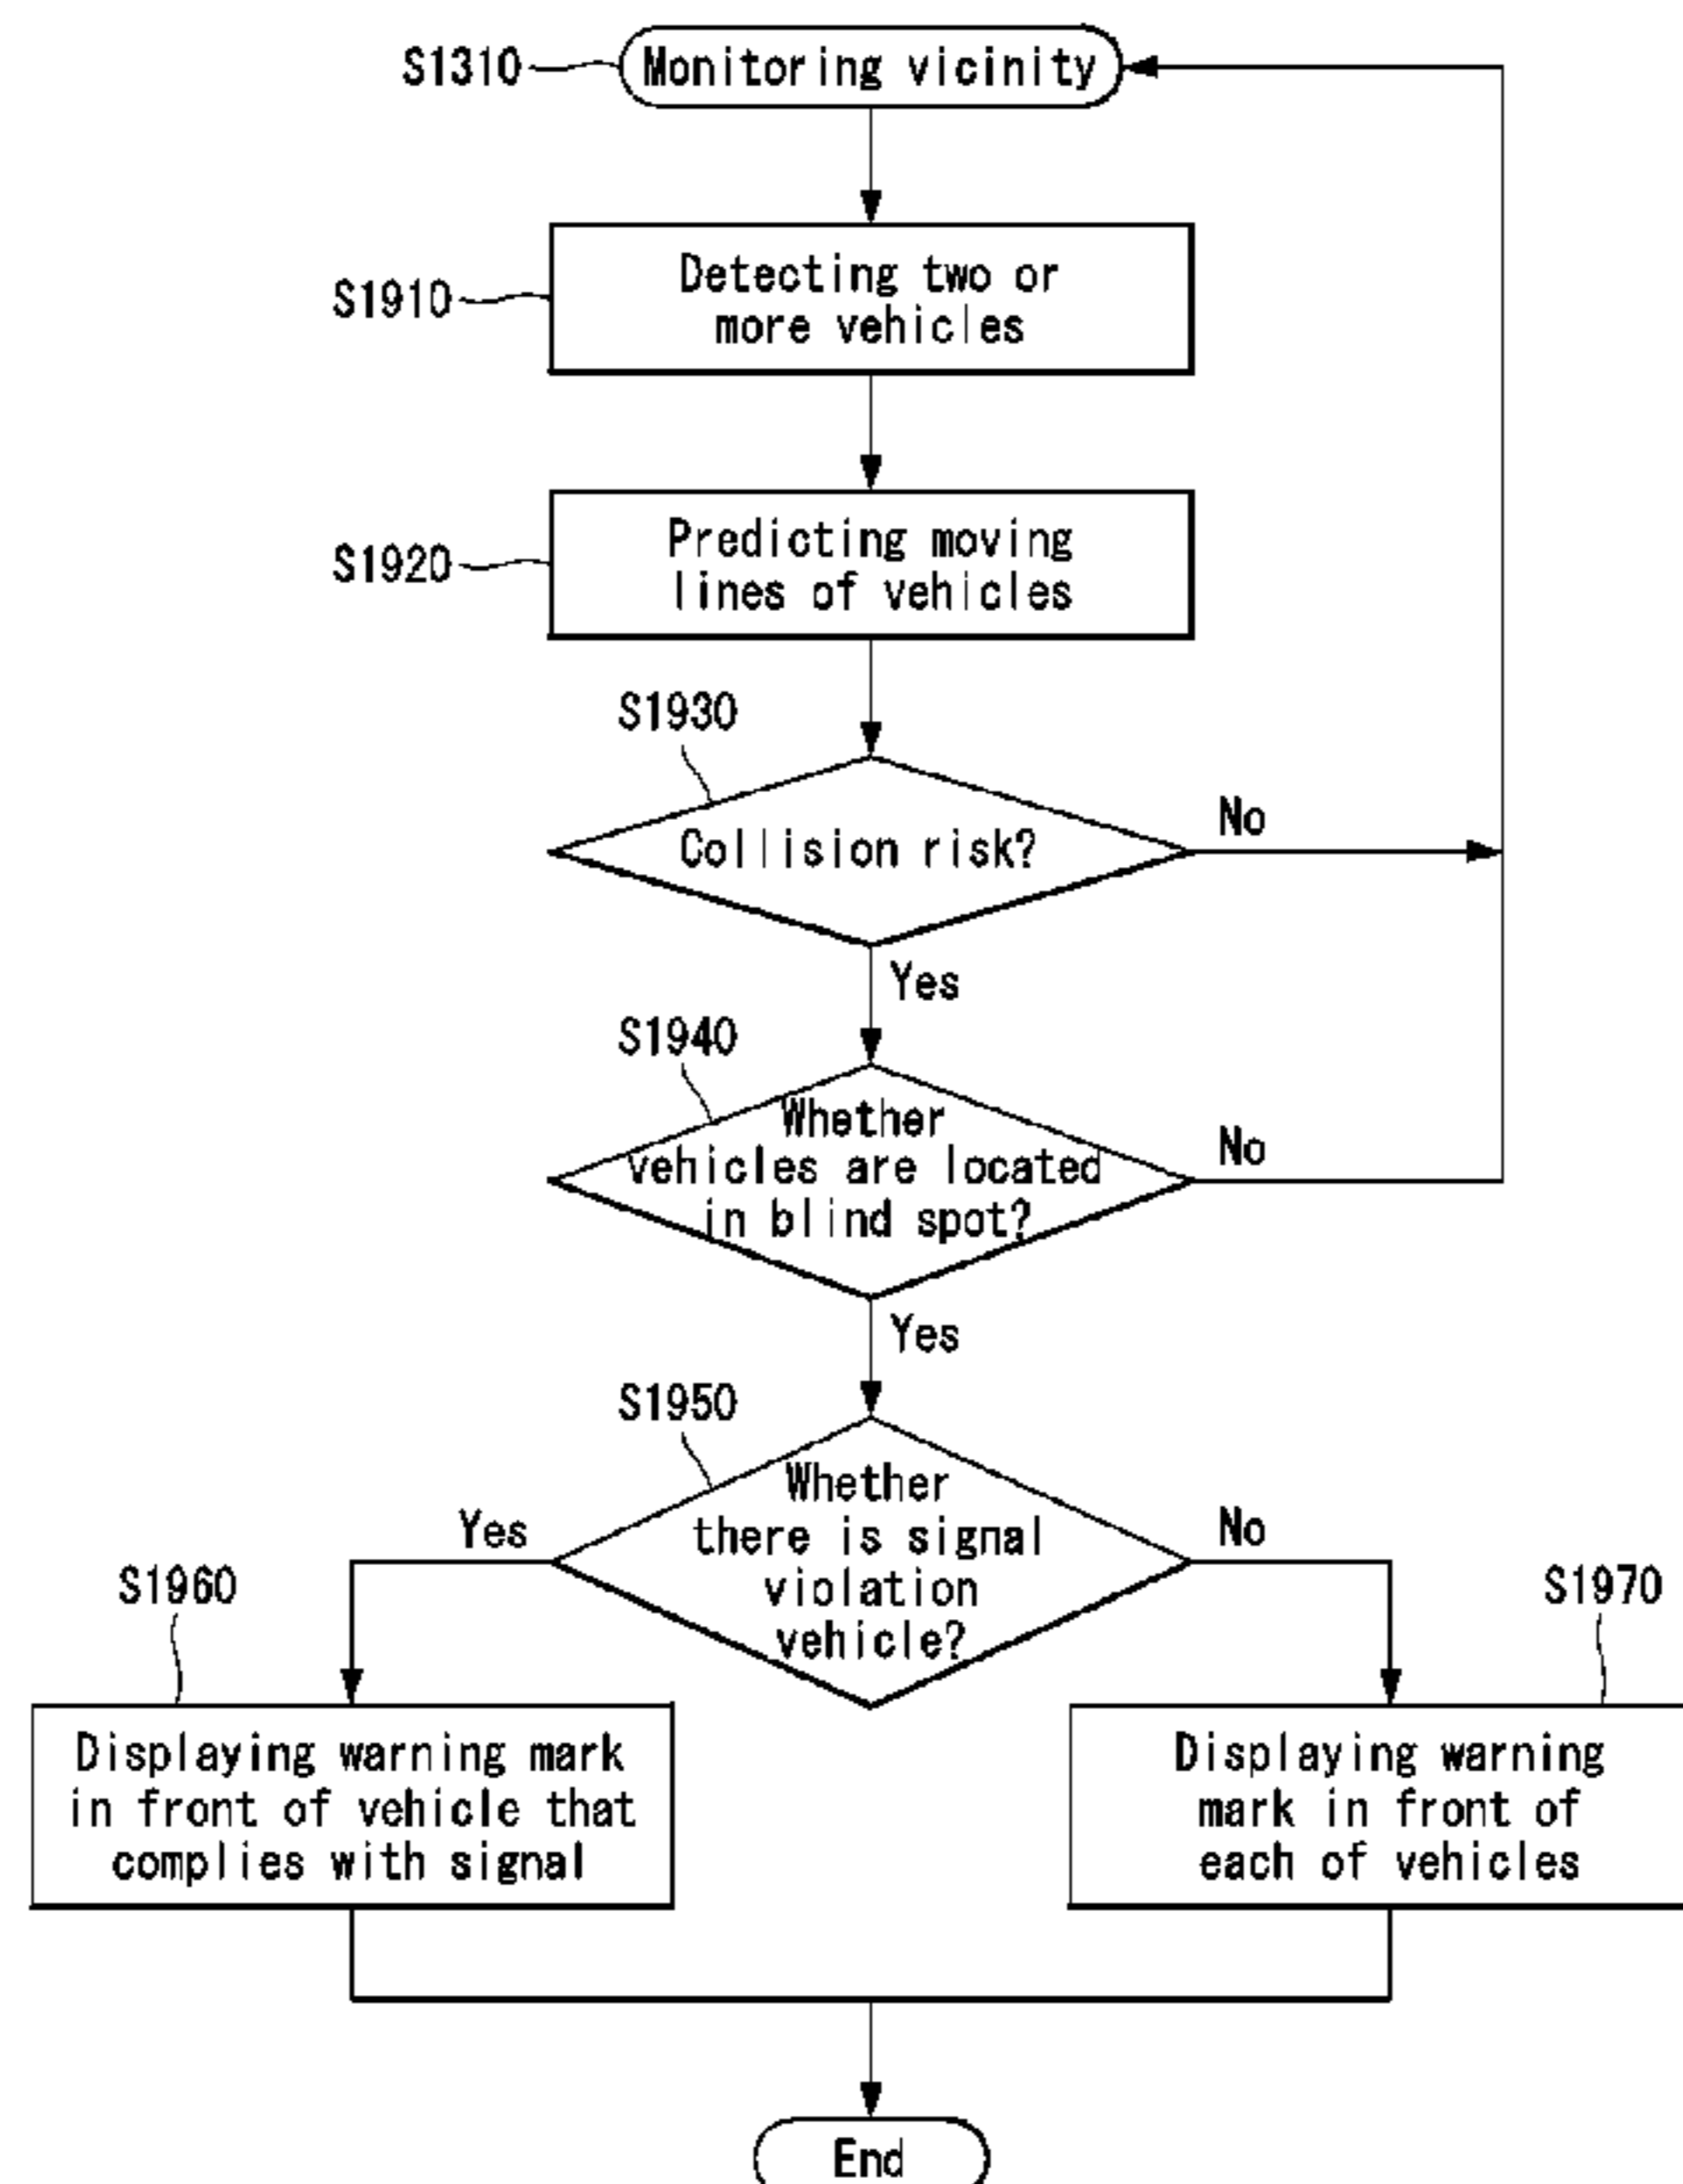 S1310
Monitoring vicinity
S1910
Detecting two or
more vehicles
S1920
Predicting moving
lines of vehicles
S1930
Collision risk?
No
Yes
S1940
Whether
vehicles are located
in blind spot?
No
Yes
S1950
Whether
there is signal
violation
vehicle?
Yes
No
S1960
Displaying warning mark
in front of vehicle that
complies with signal
S1970
Displaying warning
mark in front of
each of vehicles
End